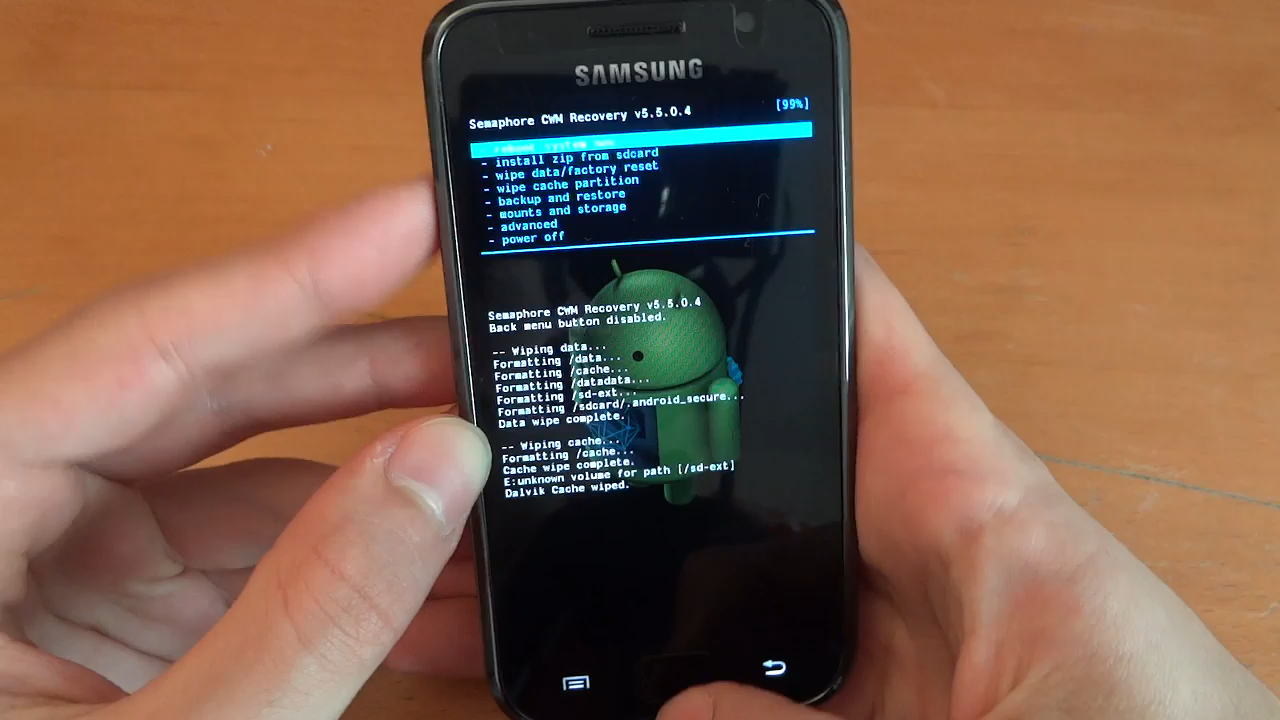 SAMSUNG
Semaphore CWM Recovery v5.5.0.4
[99%]
- reboot system now
- install zip from sdcard
- wipe data/factory reset
- wipe cache partition
- backup and restore
- mounts and storage
- advanced
- power off
Semaphore CWM Recovery v5.5.0.4
Back menu button disabled.
-- Wiping data...
Formatting /data...
Formatting /cache...
Formatting /datadata...
Formatting /sd-ext...
Formatting /sdcard/.android_secure...
Data wipe complete.
-- Wiping cache...
Formatting /cache...
Cache wipe complete.
E:unknown volume for path [/sd-ext]
Dalvik Cache wiped.